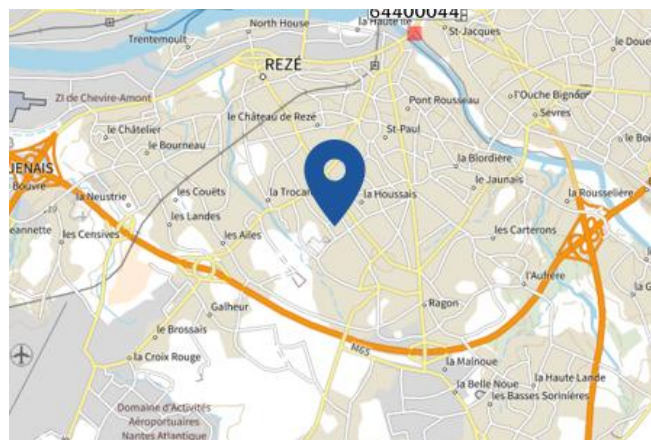 64400044
North House
la Haute Ile
St-Jacques
Trentemoult
le Doue
REZÉ
ZI de Chevire-Amont
l'Ouche Bignon
Pont Rousseau
Sèvres
le Château de Rezé
le Châtelier
St-Paul
le Bourneau
la Blordière
JENAIS
Bouvre
le Jaunais
la Neustrie
les Couëts
la Trocar
la Houssais
la Rousselière
les Landes
eannette
les Censives
les Ailes
les Carterons
l'Aufrère
la G
Ragon
Galheur
le Brossais
M65
la Croix Rouge
la Malnoue
la Haute Lande
la Belle Noue
les Basses Sorinières
Domaine d'Activités
Aéroportuaires
Nantes Atlantique